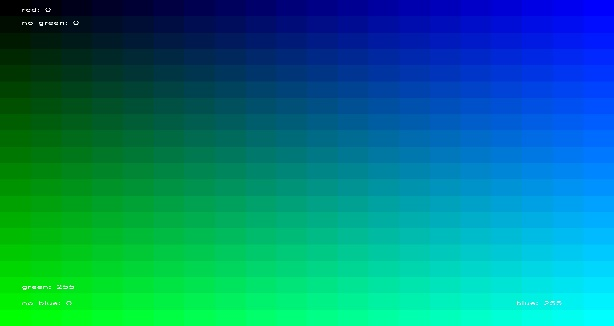 red: 0
no green: 0
green: 255
no blue: 0
blue: 255